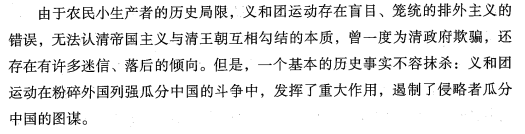 由于农民小生产者的历史局限，义和团运动存在盲目、笼统的排外主义的
错误，无法认清帝国主义与清王朝互相勾结的本质，曾一度为清政府欺骗，还
存在有许多迷信、落后的倾向。但是，一个基本的历史事实不容抹杀：义和团
运动在粉碎外国列强瓜分中国的斗争中，发挥了重大作用，遏制了侵略者瓜分
中国的图谋。